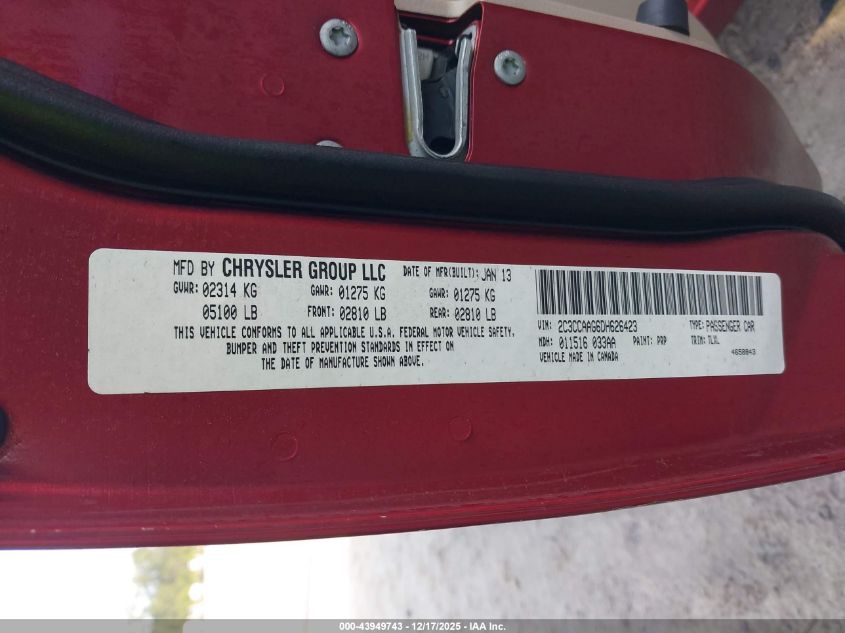 MFD BY CHRYSLER GROUP LLC DATE OF MFR(BUILT): JAN 13
GVWR: 02314 KG GAWR: 01275 KG GAWR: 01275 KG
05100 LB FRONT: 02810 LB REAR: 02810 LB
THIS VEHICLE CONFORMS TO ALL APPLICABLE U.S.A. FEDERAL MOTOR VEHICLE SAFETY,
BUMPER AND THEFT PREVENTION STANDARDS IN EFFECT ON
THE DATE OF MANUFACTURE SHOWN ABOVE.
VIN: 2C3CCAAG6DH626423 TYPE: PASSENGER CAR
MDH: 011516 033AA PAINT: PRP TRIM: TLXL
VEHICLE MADE IN CANADA 4658843
000-43949743 - 12/17/2025 - IAA Inc.